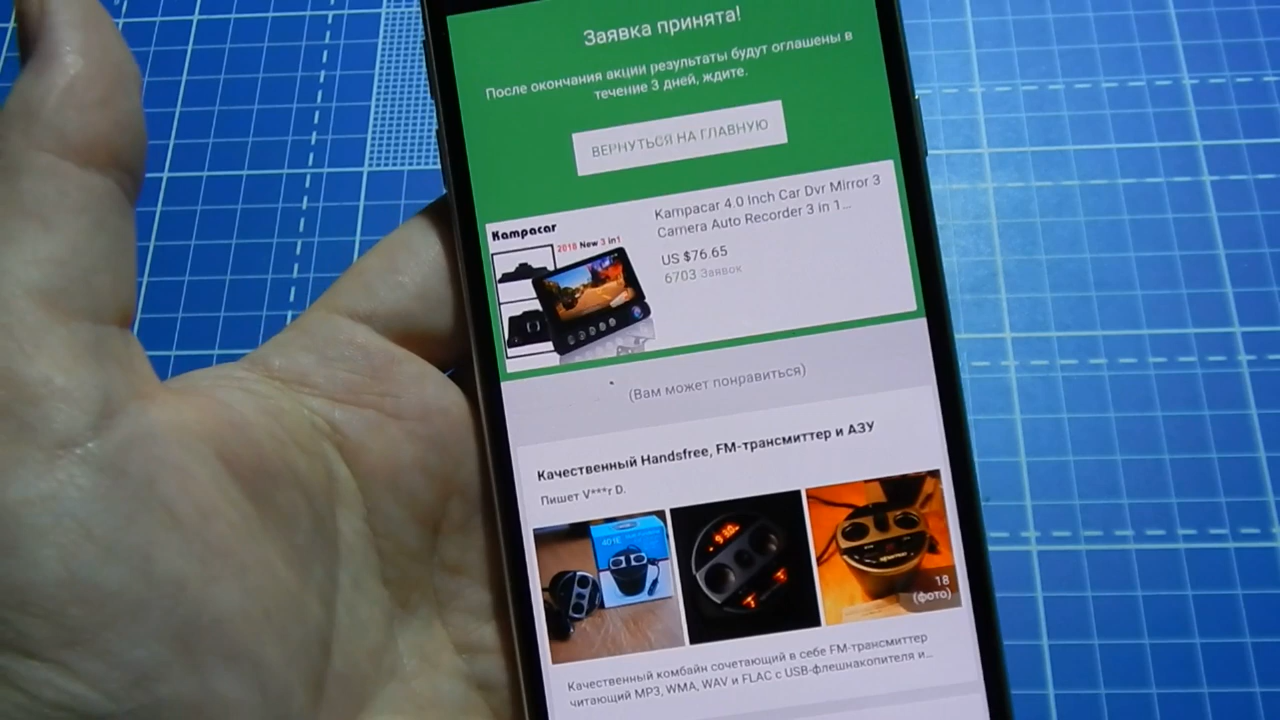 Заявка принята!
После окончания акции результаты будут оглашены в
течение 3 дней, ждите.
ВЕРНУТЬСЯ НА ГЛАВНУЮ
Kampacar
2018 New 3 in1
Kampacar 4.0 Inch Car Dvr Mirror 3
Camera Auto Recorder 3 in 1...
US $76.65
6703 Заявок
(Вам может понравиться)
Качественный Handsfree, FM-трансмиттер и АЗУ
Пишет V***r D.
401E
930
18
(фото)
Качественный комбайн сочетающий в себе FM-трансмиттер
читающий MP3, WMA, WAV и FLAC с USB-флешнакопителя и...